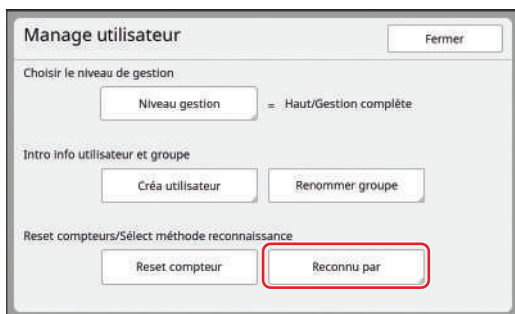 Manage utilisateur
Fermer
Choisir le niveau de gestion
Niveau gestion
= Haut/Gestion complète
Intro info utilisateur et groupe
Créa utilisateur
Renommer groupe
Reset compteurs/Sélect méthode reconnaissance
Reset compteur
Reconnu par